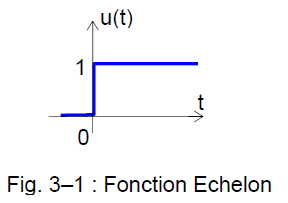 u(t)
1
t
0
Fig. 3–1 : Fonction Echelon